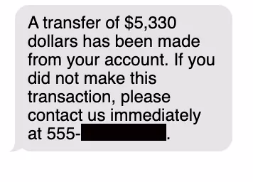 A transfer of $5,330
dollars has been made
from your account. If you
did not make this
transaction, please
contact us immediately
at 555-.